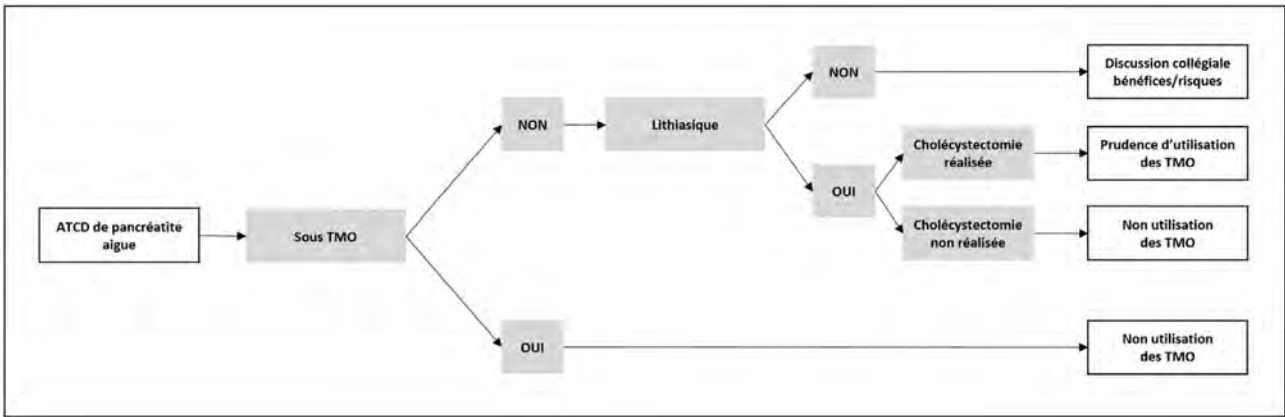 ATCD de pancréatite
aigue
Sous TMO
NON
Lithiasique
NON
Discussion collégiale
bénéfices/risques
OUI
Cholécystectomie
réalisée
Prudence d'utilisation
des TMO
Cholécystectomie
non réalisée
Non utilisation
des TMO
OUI
Non utilisation
des TMO